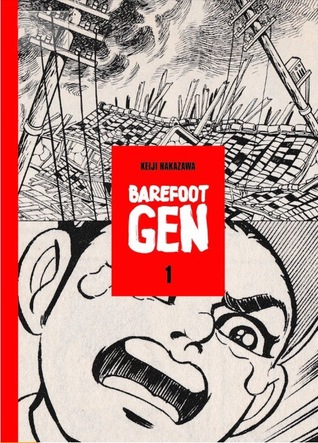 KEIJI NAKAZAWA
BAREFOOT
GEN
1